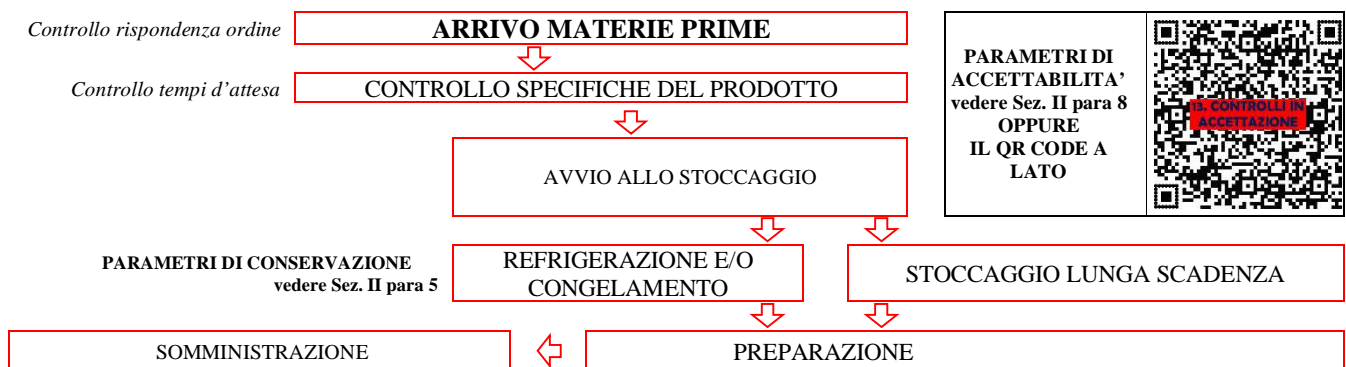 Controllo rispondenza ordine
ARRIVO MATERIE PRIME
Controllo tempi d'attesa
CONTROLLO SPECIFICHE DEL PRODOTTO
PARAMETRI DI
ACCETTABILITA'
vedere Sez. II para 8
OPPURE
IL QR CODE A
LATO
13. CONTROLLI IN
ACCETTAZIONE
AVVIO ALLO STOCCAGGIO
PARAMETRI DI CONSERVAZIONE
vedere Sez. II para 5
REFRIGERAZIONE E/O
CONGELAMENTO
STOCCAGGIO LUNGA SCADENZA
SOMMINISTRAZIONE
PREPARAZIONE